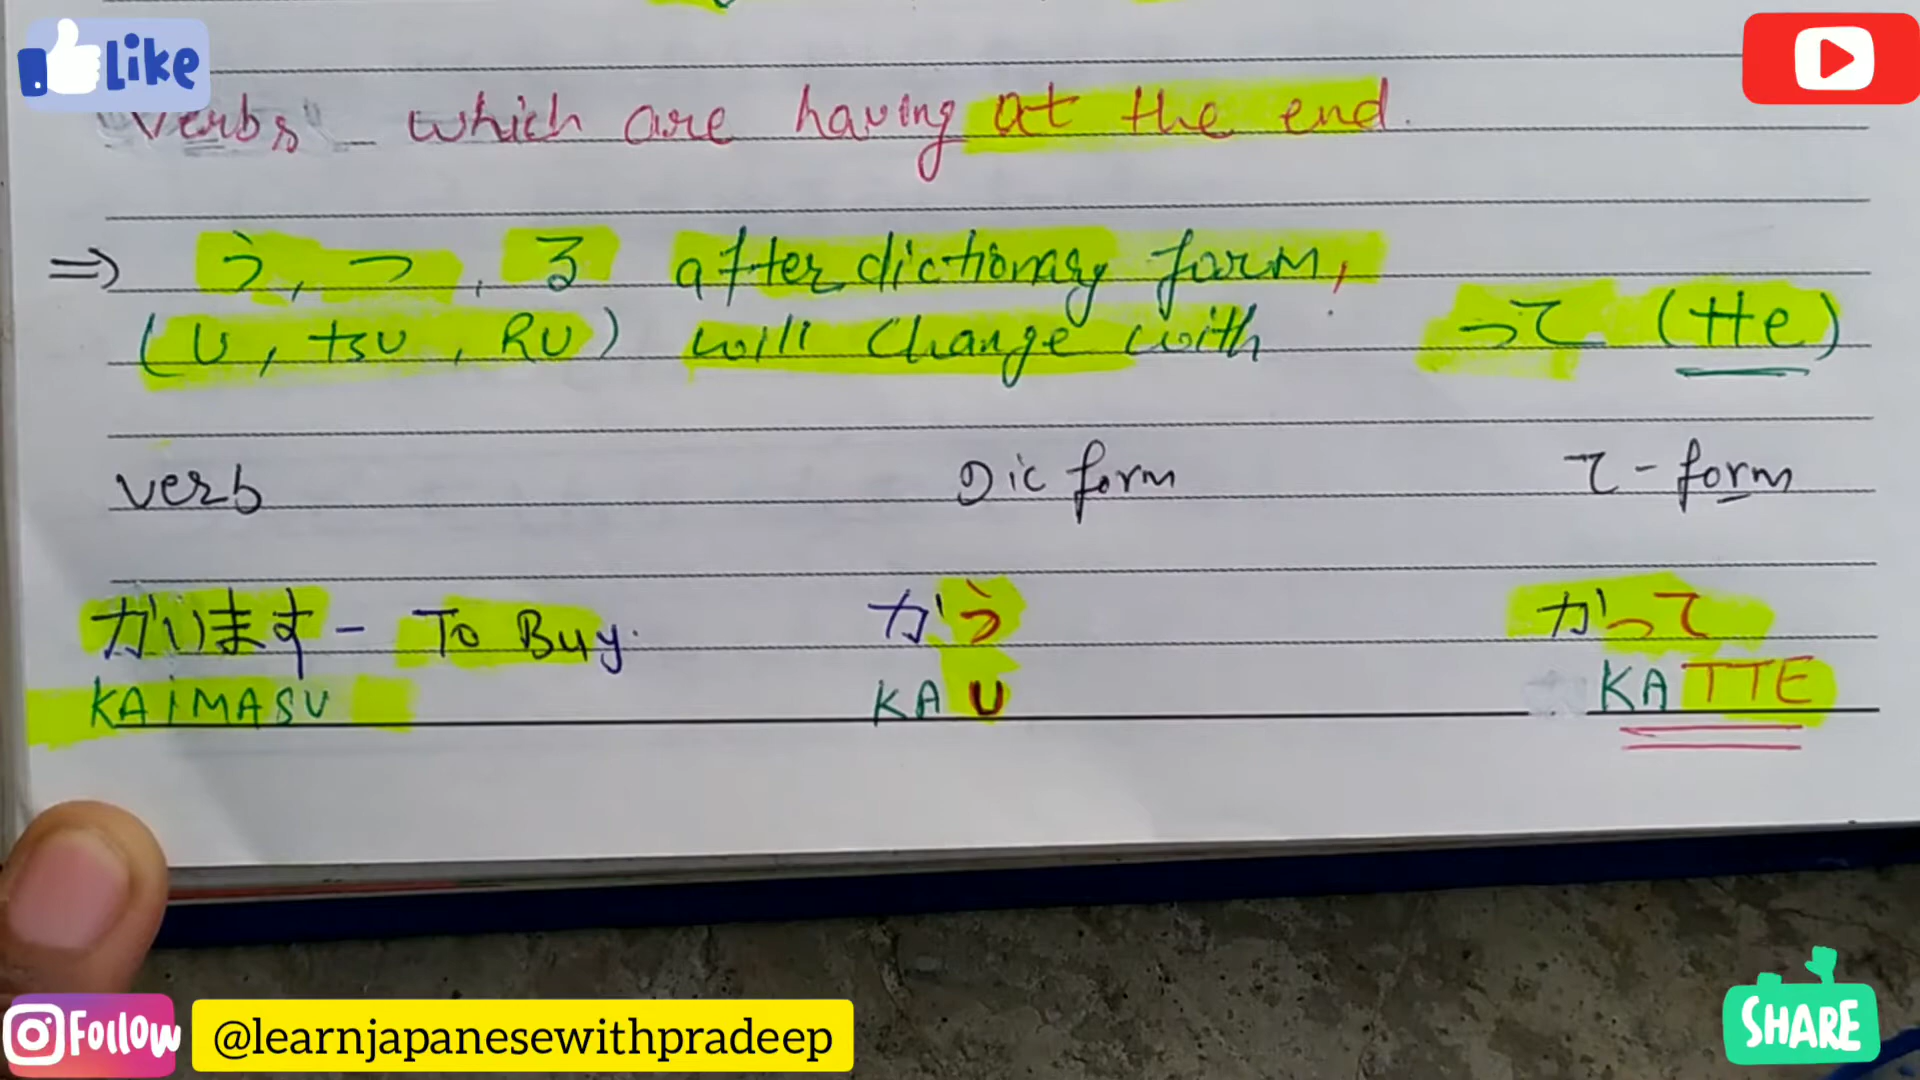 Like
"Verbs" which are having at the end.
⇒ う, つ, る after dictionary form,
(U, tsu, RU) will change with って (tte)
verb Dic form て-form
かいます - To Buy. かう かって
KAiMASU KAU KATTE
Follow @learnjapanesewithpradeep SHARE